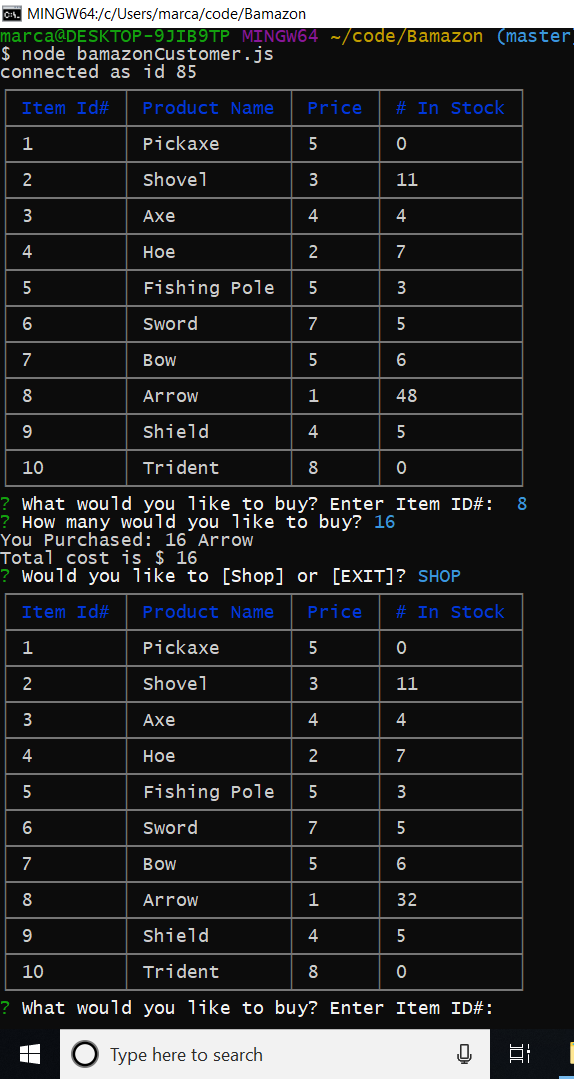 MINGW64:/c/Users/marca/code/Bamazon
marca@DESKTOP-9JIB9TP MINGW64 ~/code/Bamazon (master
$ node bamazonCustomer.js
connected as id 85
Item Id# Product Name Price # In Stock
1 Pickaxe 5 0
2 Shovel 3 11
3 Axe 4 4
4 Hoe 2 7
5 Fishing Pole 5 3
6 Sword 7 5
7 Bow 5 6
8 Arrow 1 48
9 Shield 4 5
10 Trident 8 0
? What would you like to buy? Enter Item ID#: 8
? How many would you like to buy? 16
You Purchased: 16 Arrow
Total cost is $ 16
? Would you like to [Shop] or [EXIT]? SHOP
Item Id# Product Name Price # In Stock
1 Pickaxe 5 0
2 Shovel 3 11
3 Axe 4 4
4 Hoe 2 7
5 Fishing Pole 5 3
6 Sword 7 5
7 Bow 5 6
8 Arrow 1 32
9 Shield 4 5
10 Trident 8 0
? What would you like to buy? Enter Item ID#:
Type here to search